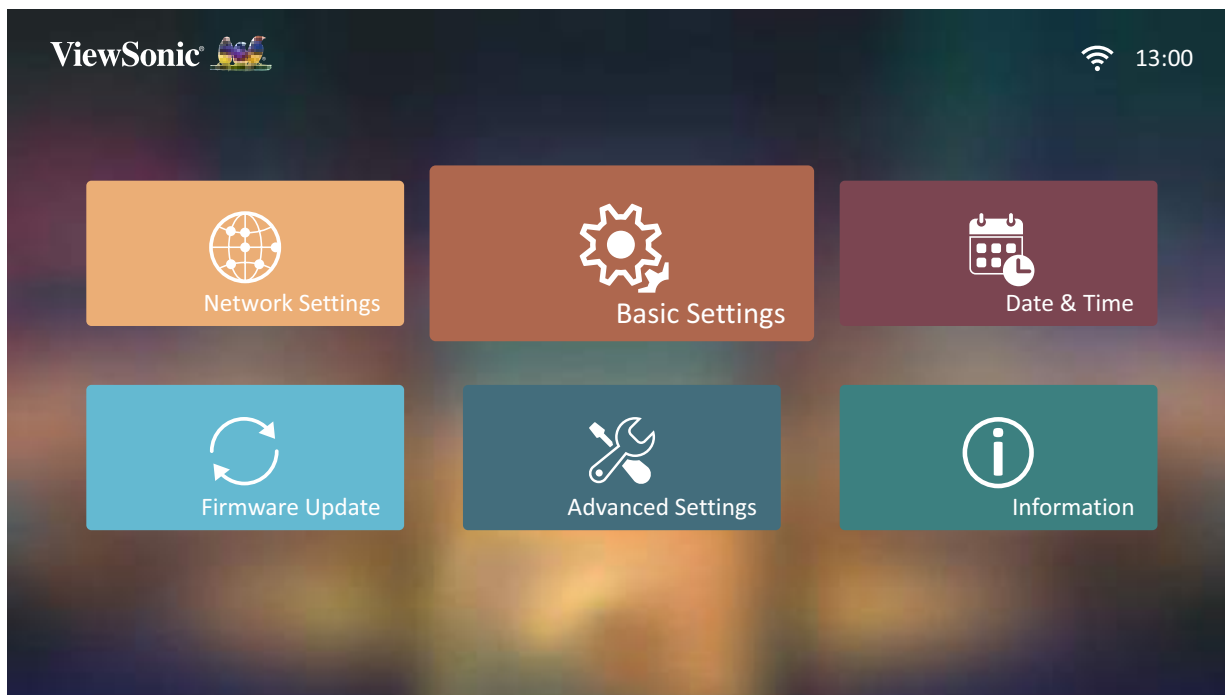 ViewSonic®
13:00
Network Settings
Basic Settings
Date & Time
Firmware Update
Advanced Settings
Information